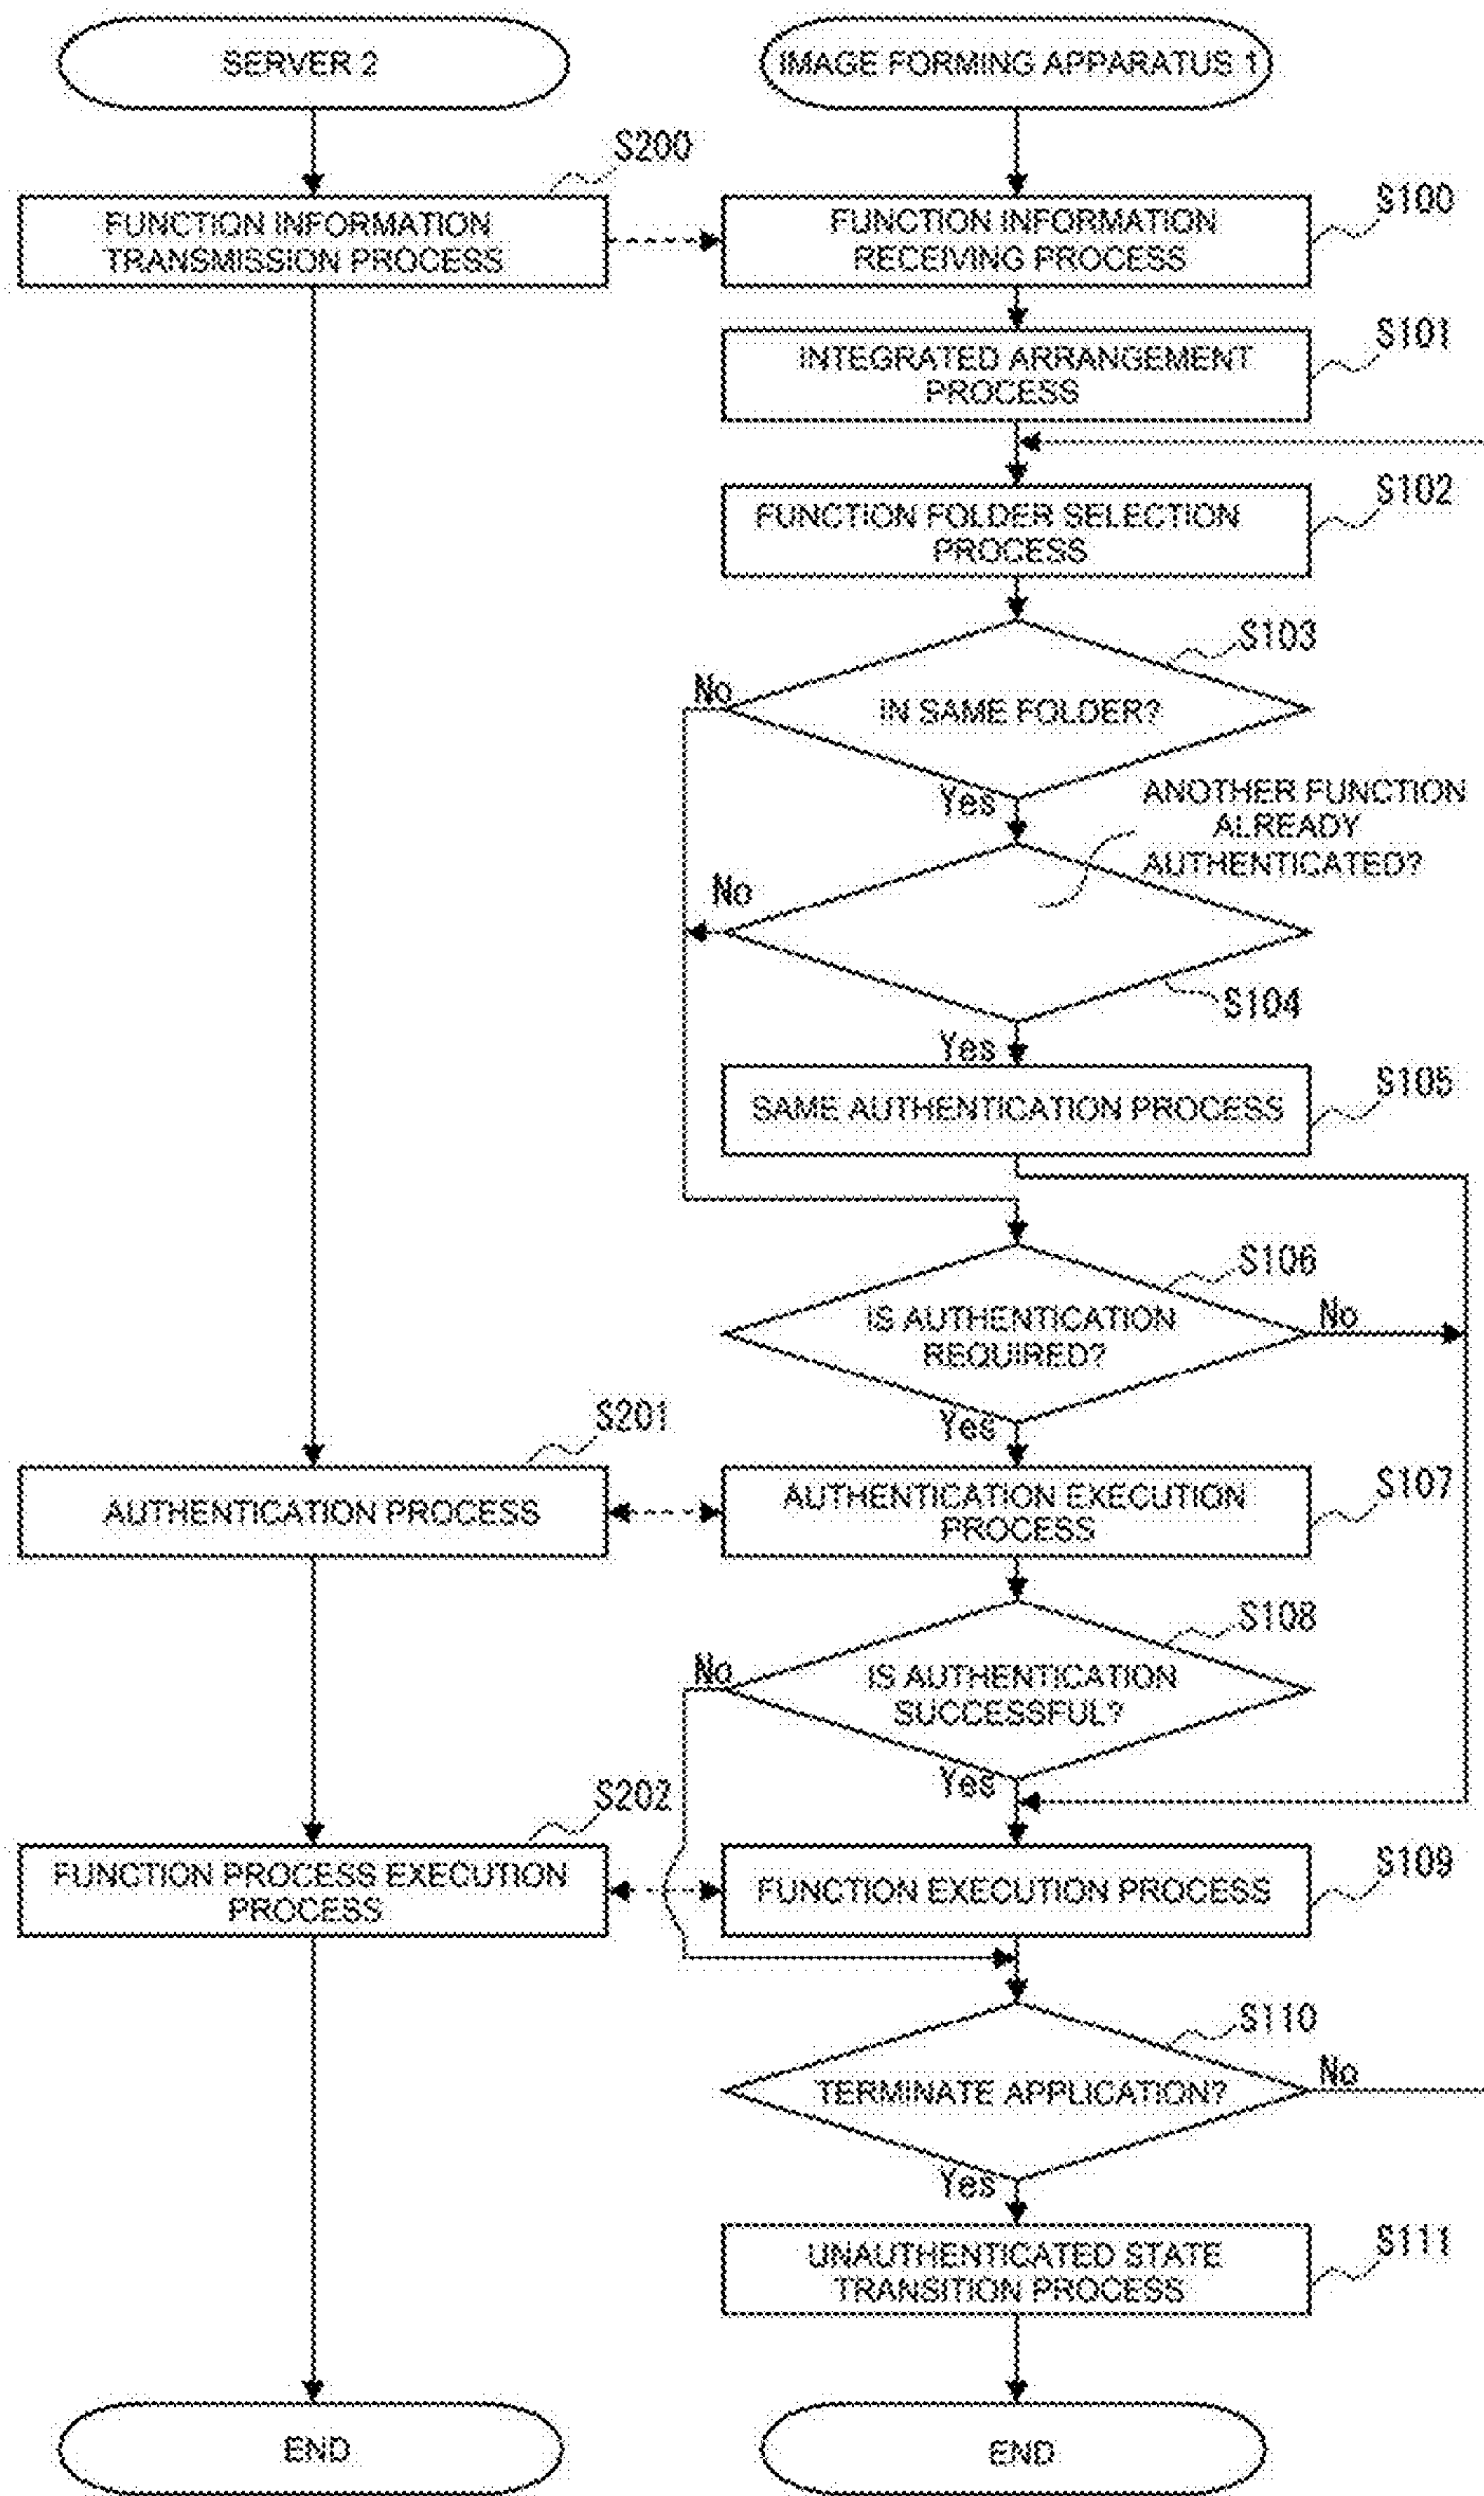 SERVER 2
IMAGE FORMING APPARATUS 1
S200
FUNCTION INFORMATION
TRANSMISSION PROCESS
FUNCTION INFORMATION
RECEIVING PROCESS
S100
INTEGRATED ARRANGEMENT
PROCESS
S101
FUNCTION FOLDER SELECTION
PROCESS
S102
S103
No
IN SAME FOLDER?
Yes
ANOTHER FUNCTION
ALREADY
AUTHENTICATED?
No
S104
Yes
SAME AUTHENTICATION PROCESS
S105
S106
IS AUTHENTICATION
REQUIRED?
No
Yes
S201
AUTHENTICATION PROCESS
AUTHENTICATION EXECUTION
PROCESS
S107
S108
No
IS AUTHENTICATION
SUCCESSFUL?
Yes
S202
FUNCTION PROCESS EXECUTION
PROCESS
FUNCTION EXECUTION PROCESS
S109
S110
TERMINATE APPLICATION?
No
Yes
UNAUTHENTICATED STATE
TRANSITION PROCESS
S111
END
END